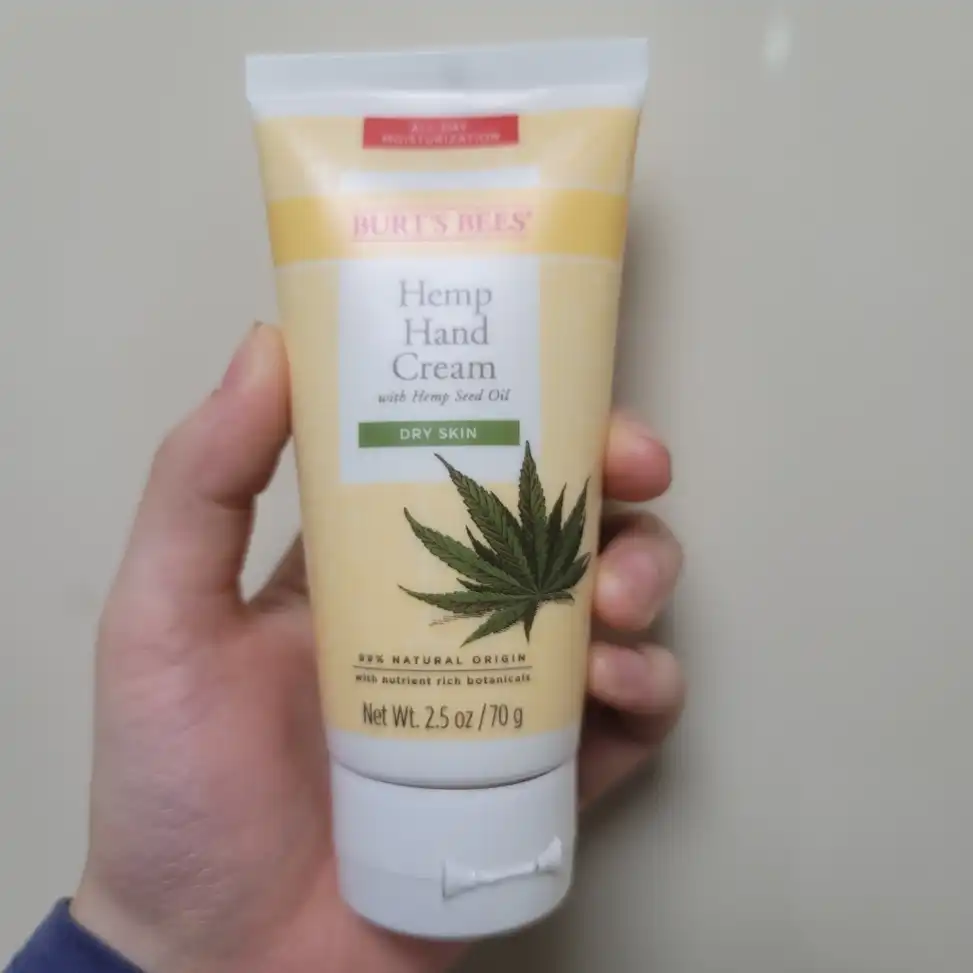 ALL DAY
MOISTURIZATION
BURT'S BEES®
Hemp
Hand
Cream
with Hemp Seed Oil
DRY SKIN
99% NATURAL ORIGIN
with nutrient rich botanicals
Net Wt. 2.5 oz / 70 g